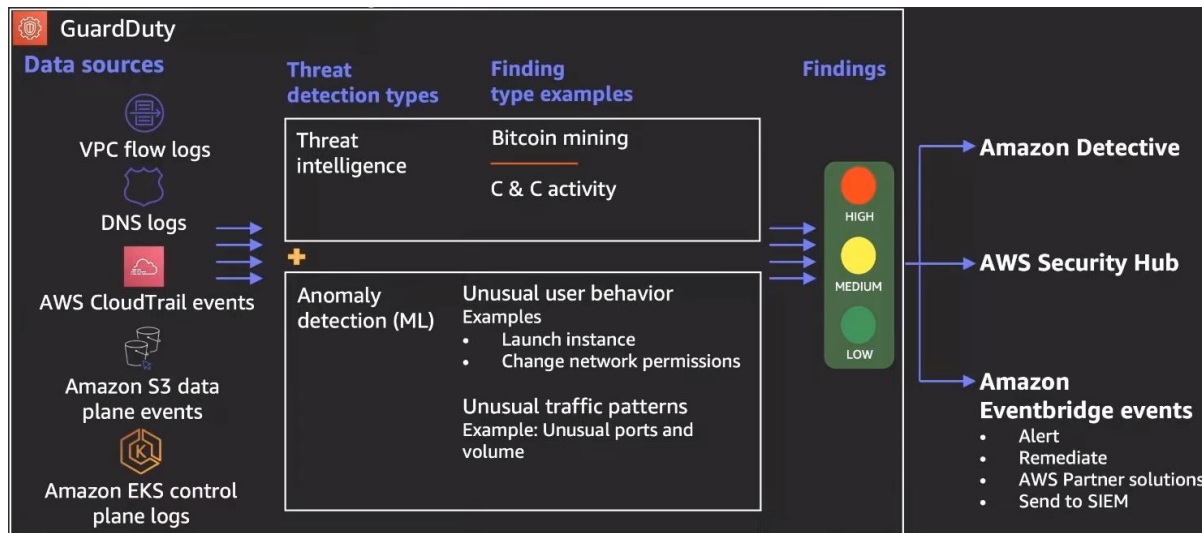 GuardDuty
Data sources
VPC flow logs
DNS logs
AWS CloudTrail events
Amazon S3 data
plane events
K
Amazon EKS control
plane logs
Threat
detection types
Finding
type examples
Threat
intelligence
Bitcoin mining
C & C activity
+
Anomaly
detection (ML)
Unusual user behavior
Examples
• Launch instance
• Change network permissions
Unusual traffic patterns
Example: Unusual ports and
volume
Findings
HIGH
MEDIUM
LOW
Amazon Detective
AWS Security Hub
Amazon
Eventbridge events
• Alert
• Remediate
• AWS Partner solutions
• Send to SIEM